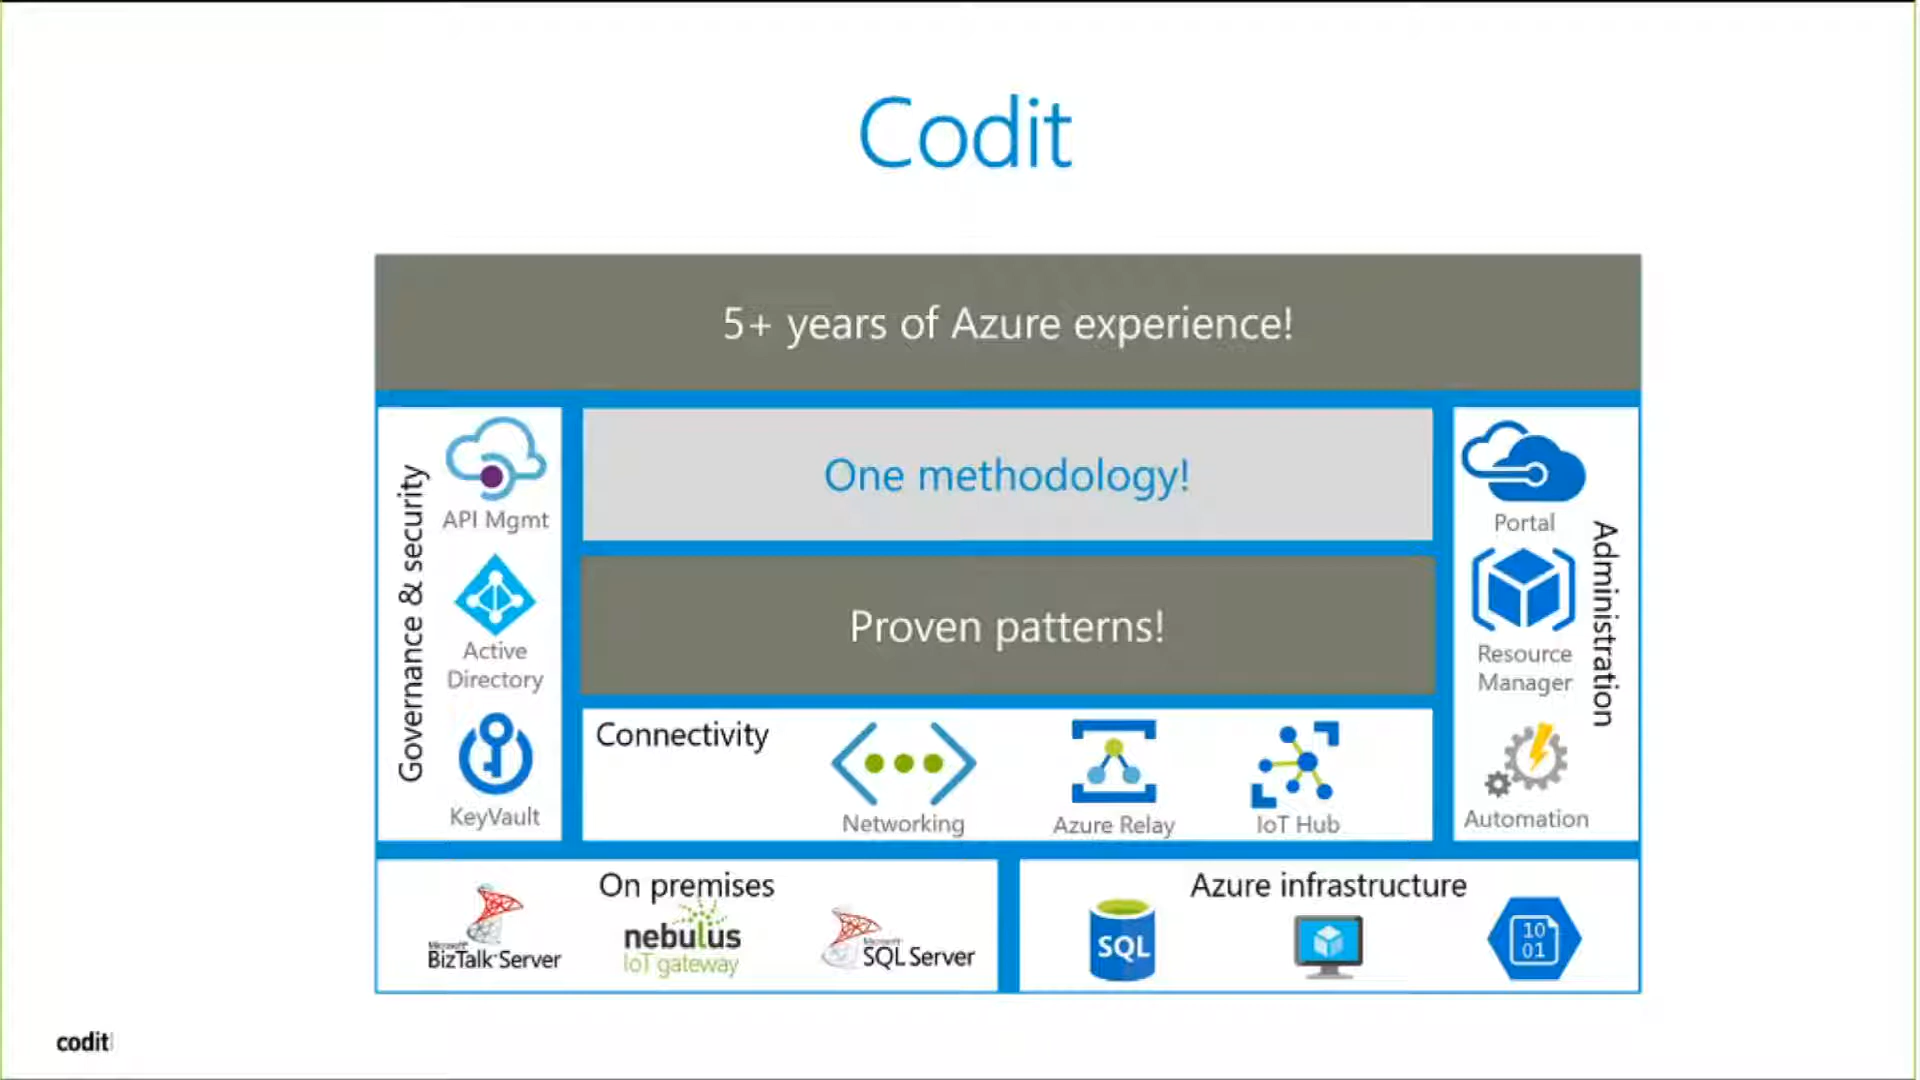 Codit
5+ years of Azure experience!
Governance & security
API Mgmt
Active
Directory
KeyVault
One methodology!
Proven patterns!
Connectivity
Networking
Azure Relay
IoT Hub
Portal
Resource
Manager
Automation
Administration
On premises
Microsoft
BizTalk Server
nebulus
IoT gateway
Microsoft
SQL Server
Azure infrastructure
SQL
10
01
codit